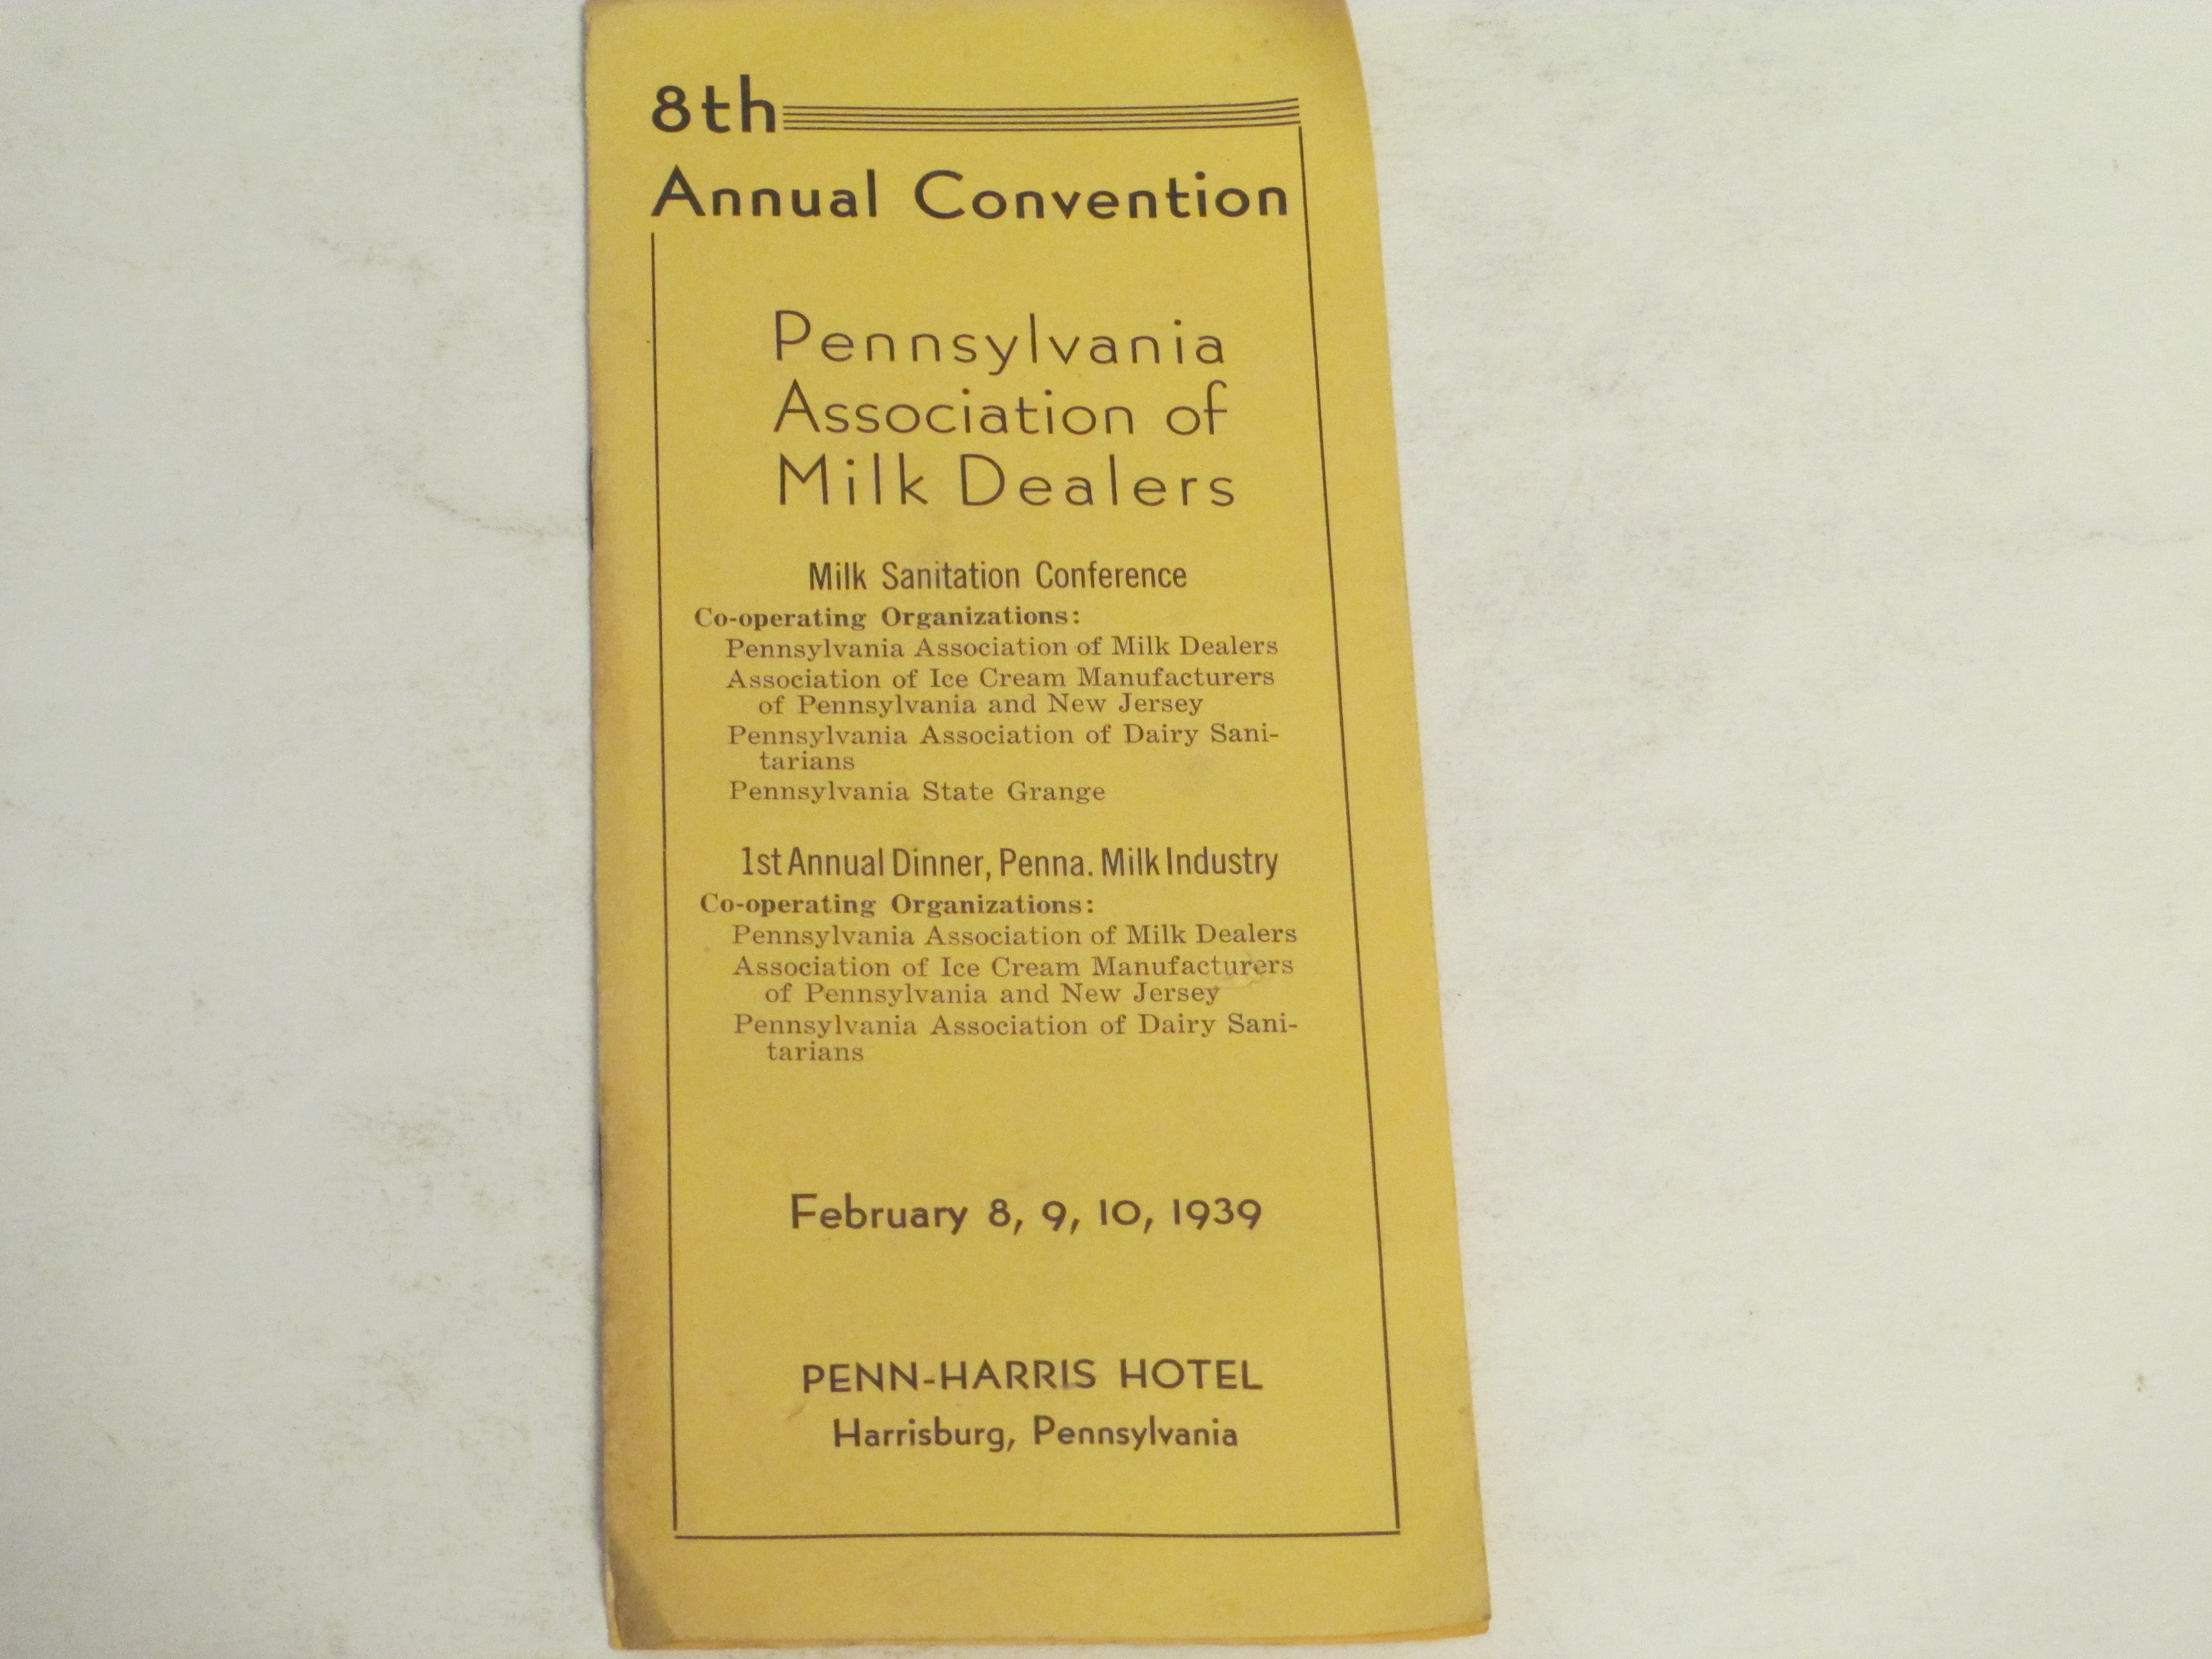 8th
Annual Convention
Pennsylvania
Association of
Milk Dealers
Milk Sanitation Conference
Co-operating Organizations:
Pennsylvania Association of Milk Dealers
Association of Ice Cream Manufacturers
of Pennsylvania and New Jersey
Pennsylvania Association of Dairy Sani-
tarians
Pennsylvania State Grange
1st Annual Dinner, Penna. Milk Industry
Co-operating Organizations:
Pennsylvania Association of Milk Dealers
Association of Ice Cream Manufacturers
of Pennsylvania and New Jersey
Pennsylvania Association of Dairy Sani-
tarians
February 8, 9, 10, 1939
PENN-HARRIS HOTEL
Harrisburg, Pennsylvania